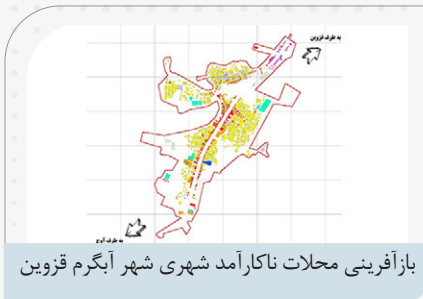 به طرف قزوین
به طرف آوج
بازآفرینی محلات ناکارآمد شهری شهر آبگرم قزوین